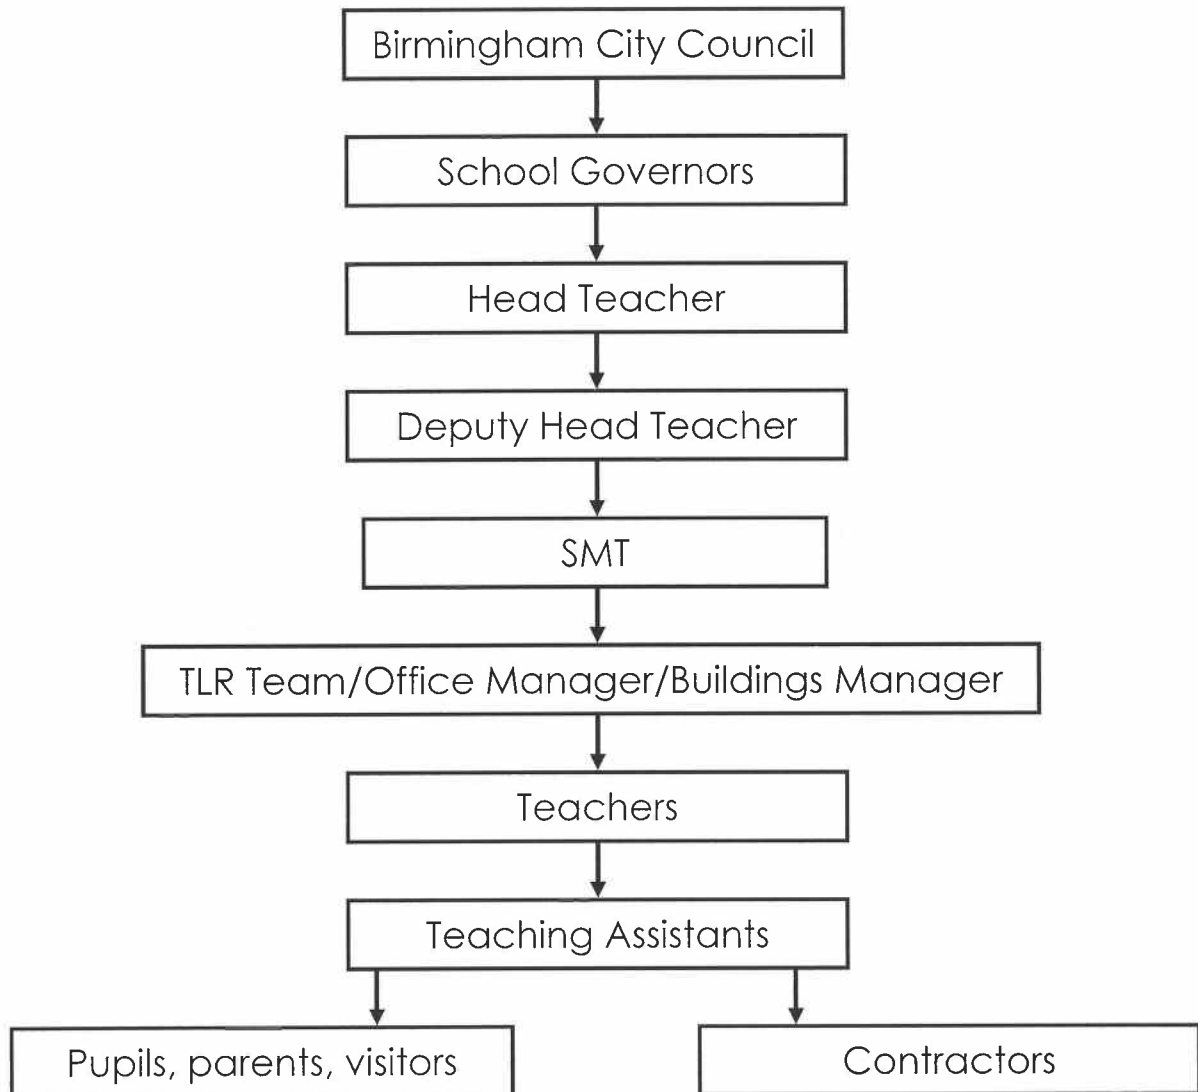 Birmingham City Council
School Governors
Head Teacher
Deputy Head Teacher
SMT
TLR Team/Office Manager/Buildings Manager
Teachers
Teaching Assistants
Pupils, parents, visitors
Contractors